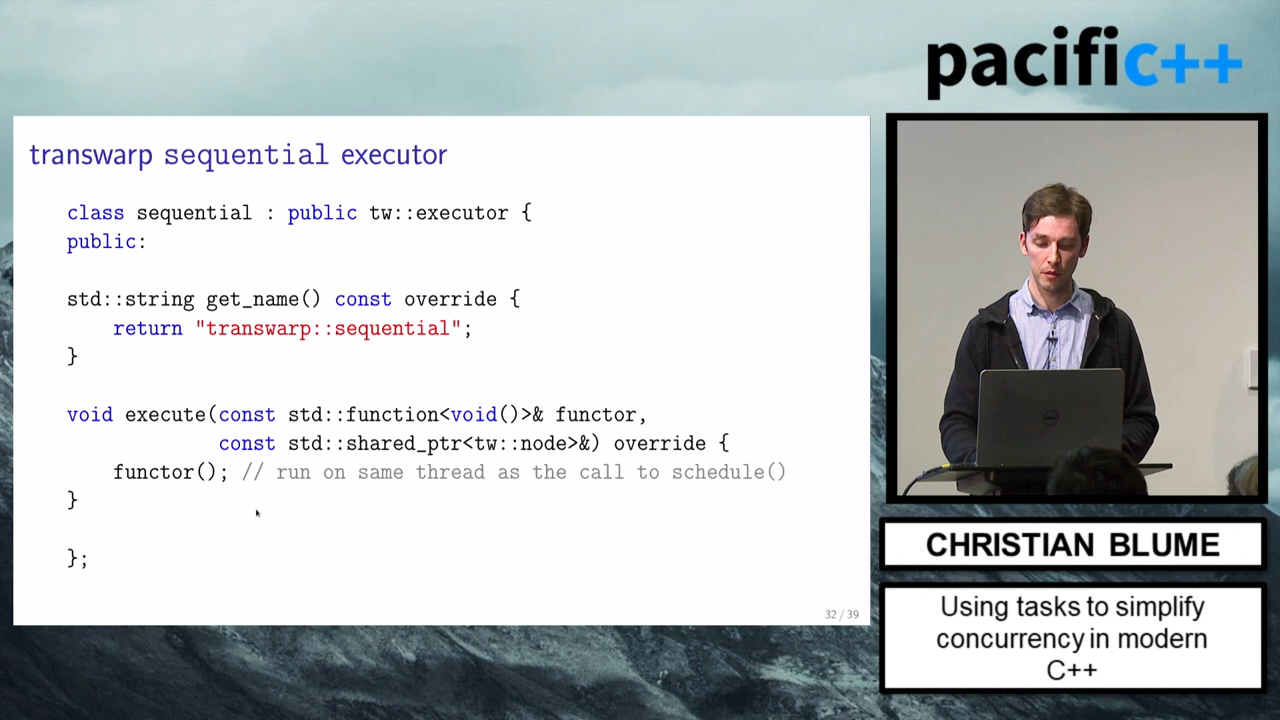 pacific++
transwarp sequential executor
class sequential : public tw::executor {
public:
std::string get_name() const override {
return "transwarp::sequential";
}
void execute(const std::function<void()>& functor,
const std::shared_ptr<tw::node>&) override {
functor(); // run on same thread as the call to schedule()
}
};
32 / 39
DELL
CHRISTIAN BLUME
Using tasks to simplify
concurrency in modern
C++